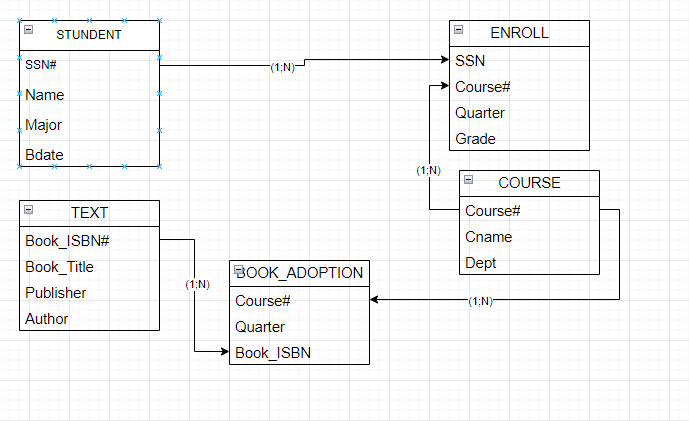 STUNDENT
SSN#
Name
Major
Bdate
(1;N)
ENROLL
SSN
Course#
Quarter
Grade
(1;N)
COURSE
Course#
Cname
Dept
TEXT
Book_ISBN#
Book_Title
Publisher
Author
(1;N)
BOOK_ADOPTION
Course#
Quarter
Book_ISBN
(1;N)